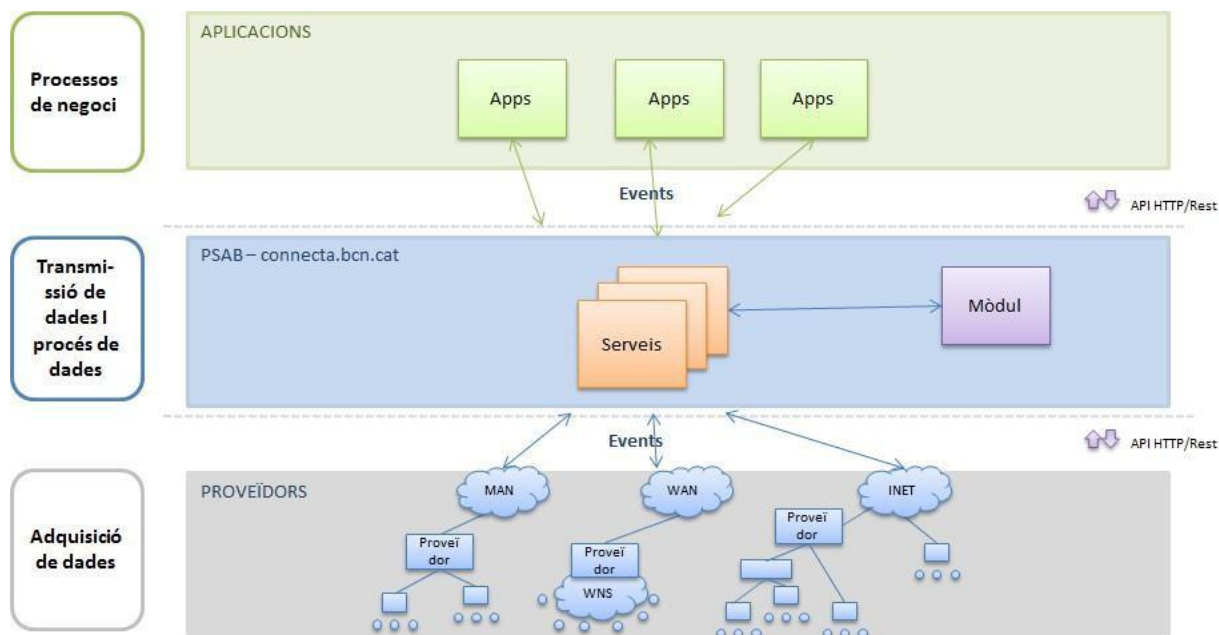 APLICACIONS
Processos
de negoci
Apps
Apps
Apps
Events
API HTTP/Rest
PSAB – connecta.bcn.cat
Transmi-
ssió de
dades I
procés de
dades
Serveis
Mòdul
Events
API HTTP/Rest
PROVEÏDORS
MAN
WAN
INET
Adquisició
de dades
Proveï
dor
Proveï
dor
WNS
Proveï
dor